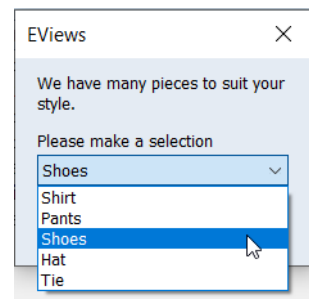 EViews
We have many pieces to suit your
style.
Please make a selection
Shoes
Shirt
Pants
Shoes
Hat
Tie